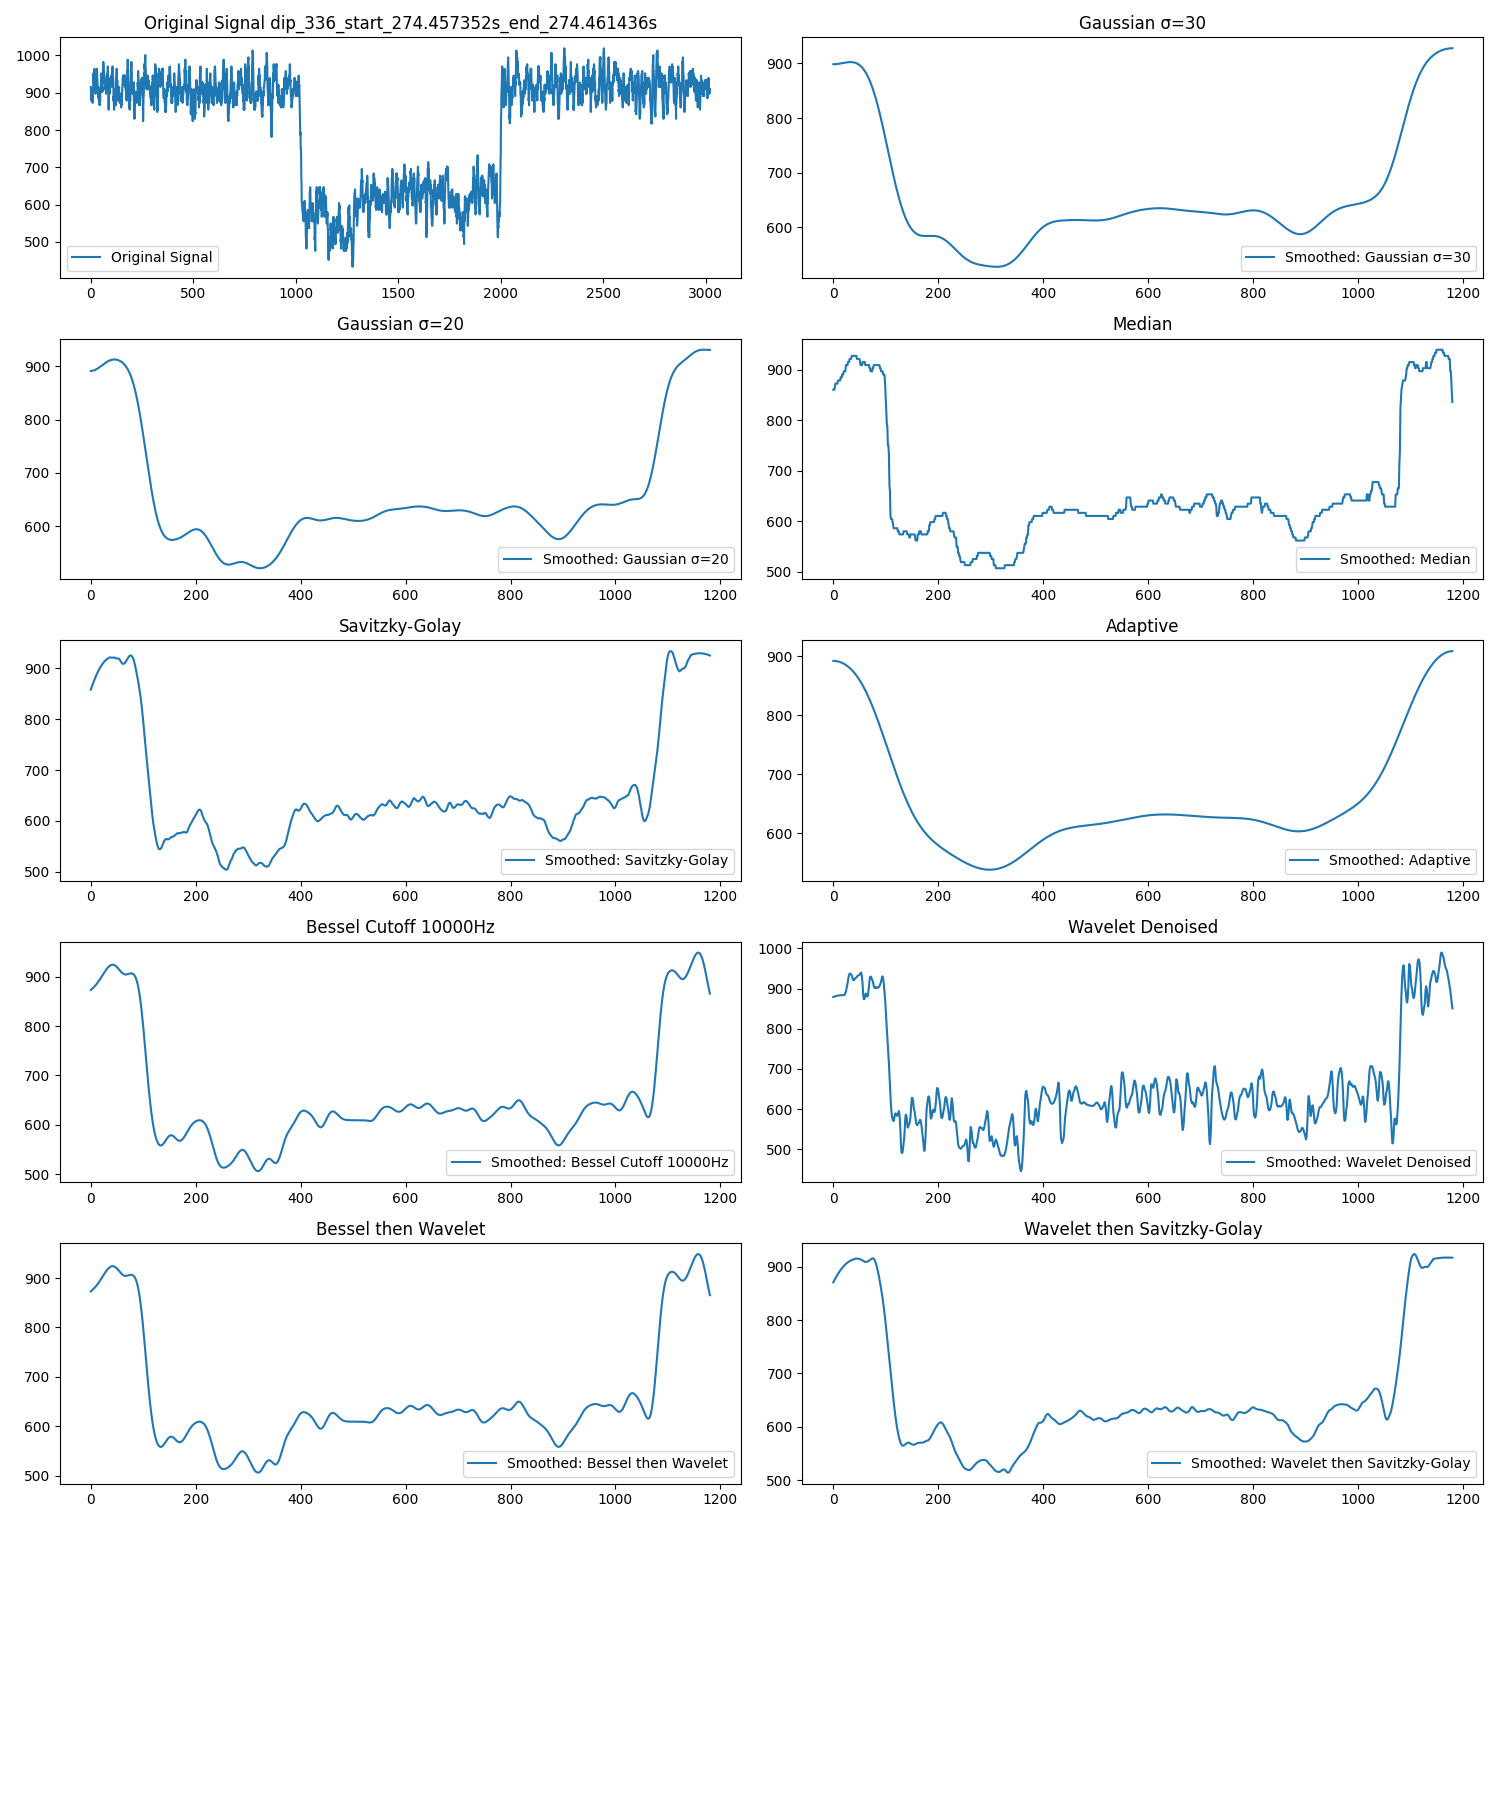 Original Signal dip_336_start_274.457352s_end_274.461436s
1000
900
800
700
600
500
Original Signal
0 500 1000 1500 2000 2500 3000
Gaussian σ=30
900
800
700
600
Smoothed: Gaussian σ=30
0 200 400 600 800 1000 1200
Gaussian σ=20
900
800
700
600
Smoothed: Gaussian σ=20
0 200 400 600 800 1000 1200
Median
900
800
700
600
500
Smoothed: Median
0 200 400 600 800 1000 1200
Savitzky-Golay
900
800
700
600
500
Smoothed: Savitzky-Golay
0 200 400 600 800 1000 1200
Adaptive
900
800
700
600
Smoothed: Adaptive
0 200 400 600 800 1000 1200
Bessel Cutoff 10000Hz
900
800
700
600
500
Smoothed: Bessel Cutoff 10000Hz
0 200 400 600 800 1000 1200
Wavelet Denoised
1000
900
800
700
600
500
Smoothed: Wavelet Denoised
0 200 400 600 800 1000 1200
Bessel then Wavelet
900
800
700
600
500
Smoothed: Bessel then Wavelet
0 200 400 600 800 1000 1200
Wavelet then Savitzky-Golay
900
800
700
600
500
Smoothed: Wavelet then Savitzky-Golay
0 200 400 600 800 1000 1200